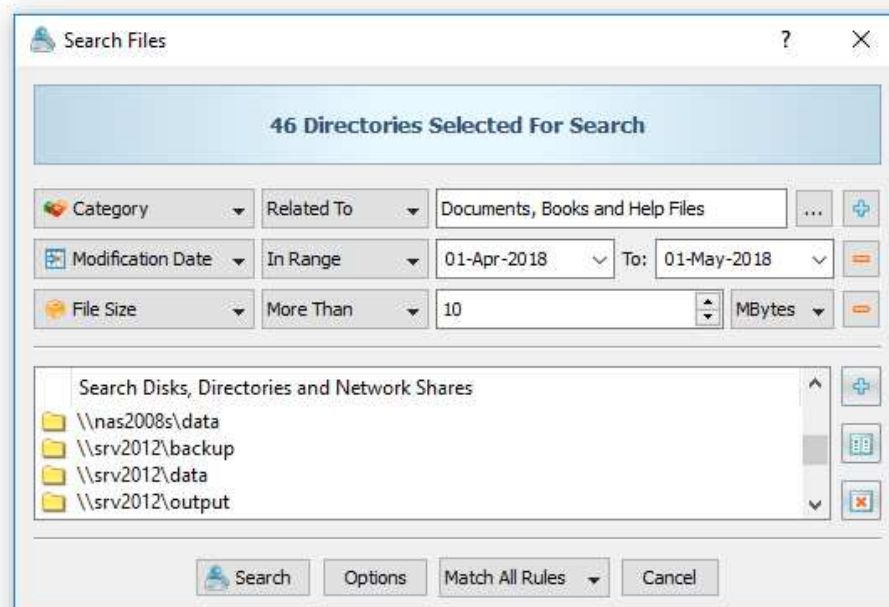 Search Files ?
46 Directories Selected For Search
Category Related To Documents, Books and Help Files ...
Modification Date In Range 01-Apr-2018 To: 01-May-2018
File Size More Than 10 MBytes
Search Disks, Directories and Network Shares
\\nas2008s\data
\\srv2012\backup
\\srv2012\data
\\srv2012\output
Search Options Match All Rules Cancel